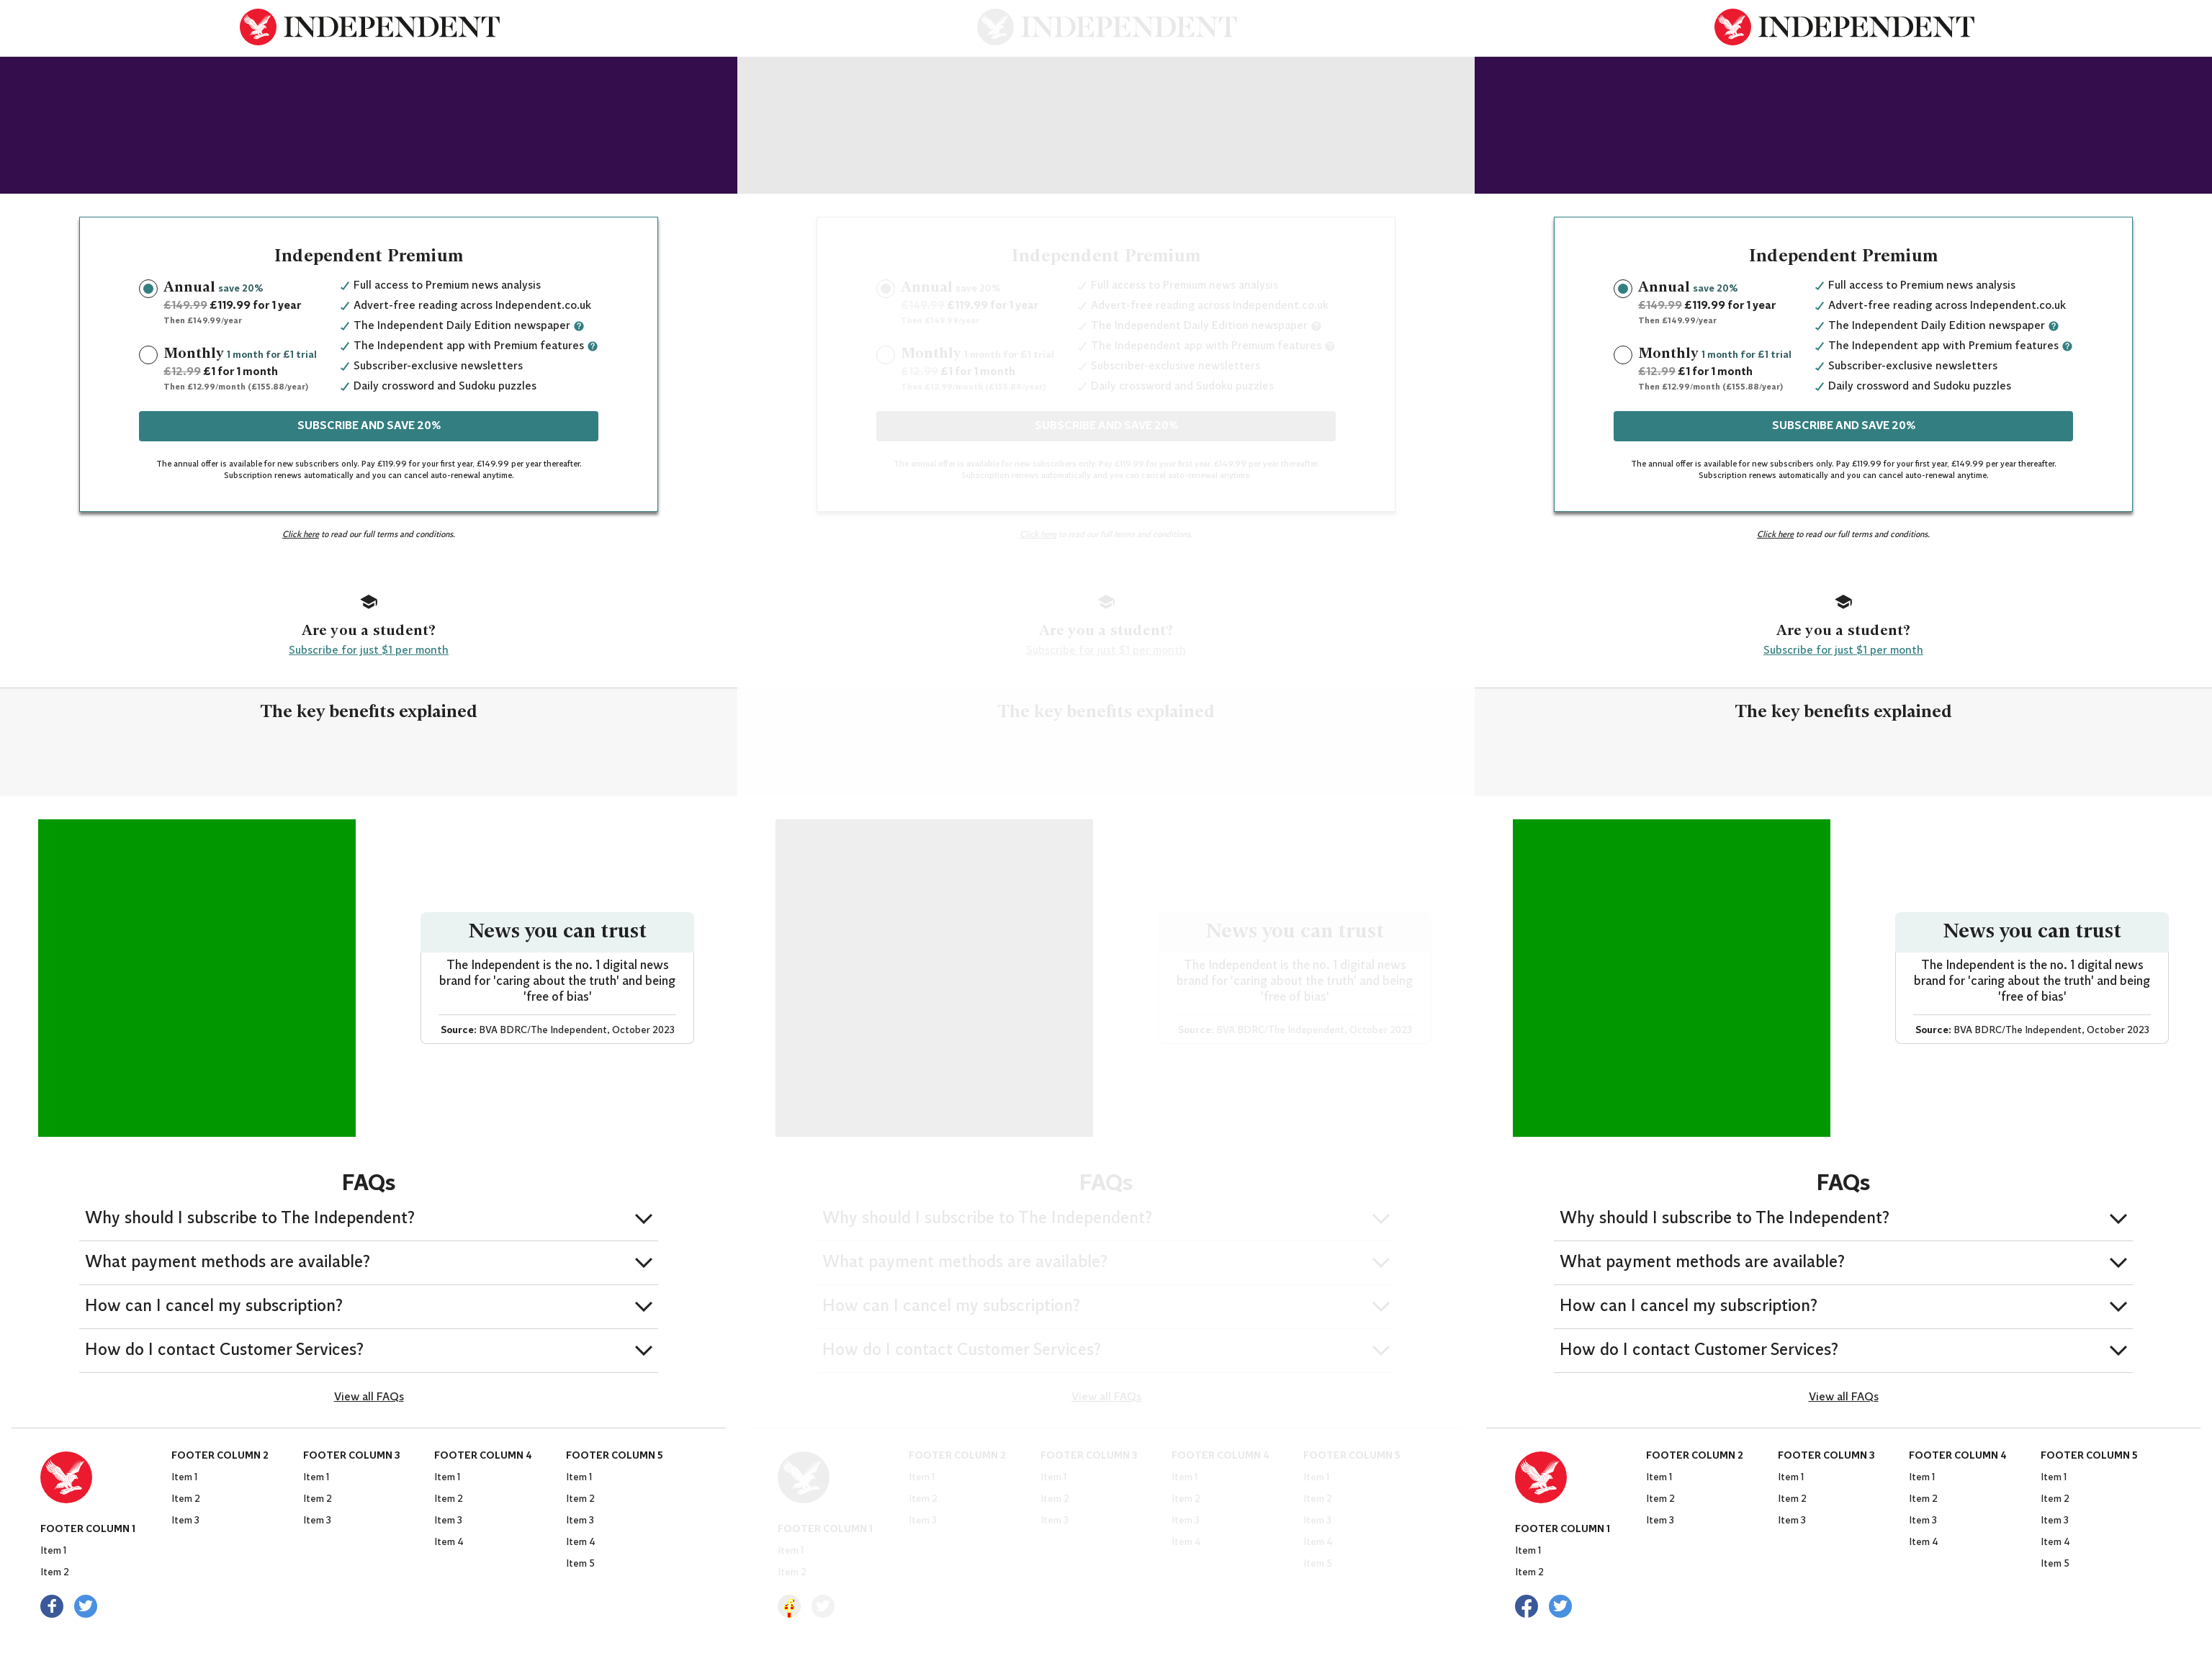 INDEPENDENT
Independent Premium
Annual save 20%
£149.99 £119.99 for 1 year
Then £149.99/year
Monthly 1 month for £1 trial
£12.99 £1 for 1 month
Then £12.99/month (£155.88/year)
Full access to Premium news analysis
Advert-free reading across Independent.co.uk
The Independent Daily Edition newspaper ?
The Independent app with Premium features ?
Subscriber-exclusive newsletters
Daily crossword and Sudoku puzzles
SUBSCRIBE AND SAVE 20%
The annual offer is available for new subscribers only. Pay £119.99 for your first year, £149.99 per year thereafter.
Subscription renews automatically and you can cancel auto-renewal anytime.
Click here to read our full terms and conditions.
Are you a student?
Subscribe for just $1 per month
The key benefits explained
News you can trust
The Independent is the no. 1 digital news
brand for 'caring about the truth' and being
'free of bias'
Source: BVA BDRC/The Independent, October 2023
FAQs
Why should I subscribe to The Independent?
What payment methods are available?
How can I cancel my subscription?
How do I contact Customer Services?
View all FAQs
FOOTER COLUMN 1
Item 1
Item 2
FOOTER COLUMN 2
Item 1
Item 2
Item 3
FOOTER COLUMN 3
Item 1
Item 2
Item 3
FOOTER COLUMN 4
Item 1
Item 2
Item 3
Item 4
FOOTER COLUMN 5
Item 1
Item 2
Item 3
Item 4
Item 5
INDEPENDENT
Independent Premium
Annual save 20%
£149.99 £119.99 for 1 year
Then £149.99/year
Monthly 1 month for £1 trial
£12.99 £1 for 1 month
Then £12.99/month (£155.88/year)
Full access to Premium news analysis
Advert-free reading across Independent.co.uk
The Independent Daily Edition newspaper ?
The Independent app with Premium features ?
Subscriber-exclusive newsletters
Daily crossword and Sudoku puzzles
SUBSCRIBE AND SAVE 20%
The annual offer is available for new subscribers only. Pay £119.99 for your first year, £149.99 per year thereafter.
Subscription renews automatically and you can cancel auto-renewal anytime.
Click here to read our full terms and conditions.
Are you a student?
Subscribe for just $1 per month
The key benefits explained
News you can trust
The Independent is the no. 1 digital news
brand for 'caring about the truth' and being
'free of bias'
Source: BVA BDRC/The Independent, October 2023
FAQs
Why should I subscribe to The Independent?
What payment methods are available?
How can I cancel my subscription?
How do I contact Customer Services?
View all FAQs
FOOTER COLUMN 1
Item 1
Item 2
FOOTER COLUMN 2
Item 1
Item 2
Item 3
FOOTER COLUMN 3
Item 1
Item 2
Item 3
FOOTER COLUMN 4
Item 1
Item 2
Item 3
Item 4
FOOTER COLUMN 5
Item 1
Item 2
Item 3
Item 4
Item 5
INDEPENDENT
Independent Premium
Annual save 20%
£149.99 £119.99 for 1 year
Then £149.99/year
Monthly 1 month for £1 trial
£12.99 £1 for 1 month
Then £12.99/month (£155.88/year)
Full access to Premium news analysis
Advert-free reading across Independent.co.uk
The Independent Daily Edition newspaper ?
The Independent app with Premium features ?
Subscriber-exclusive newsletters
Daily crossword and Sudoku puzzles
SUBSCRIBE AND SAVE 20%
The annual offer is available for new subscribers only. Pay £119.99 for your first year, £149.99 per year thereafter.
Subscription renews automatically and you can cancel auto-renewal anytime.
Click here to read our full terms and conditions.
Are you a student?
Subscribe for just $1 per month
The key benefits explained
News you can trust
The Independent is the no. 1 digital news
brand for 'caring about the truth' and being
'free of bias'
Source: BVA BDRC/The Independent, October 2023
FAQs
Why should I subscribe to The Independent?
What payment methods are available?
How can I cancel my subscription?
How do I contact Customer Services?
View all FAQs
FOOTER COLUMN 1
Item 1
Item 2
FOOTER COLUMN 2
Item 1
Item 2
Item 3
FOOTER COLUMN 3
Item 1
Item 2
Item 3
FOOTER COLUMN 4
Item 1
Item 2
Item 3
Item 4
FOOTER COLUMN 5
Item 1
Item 2
Item 3
Item 4
Item 5